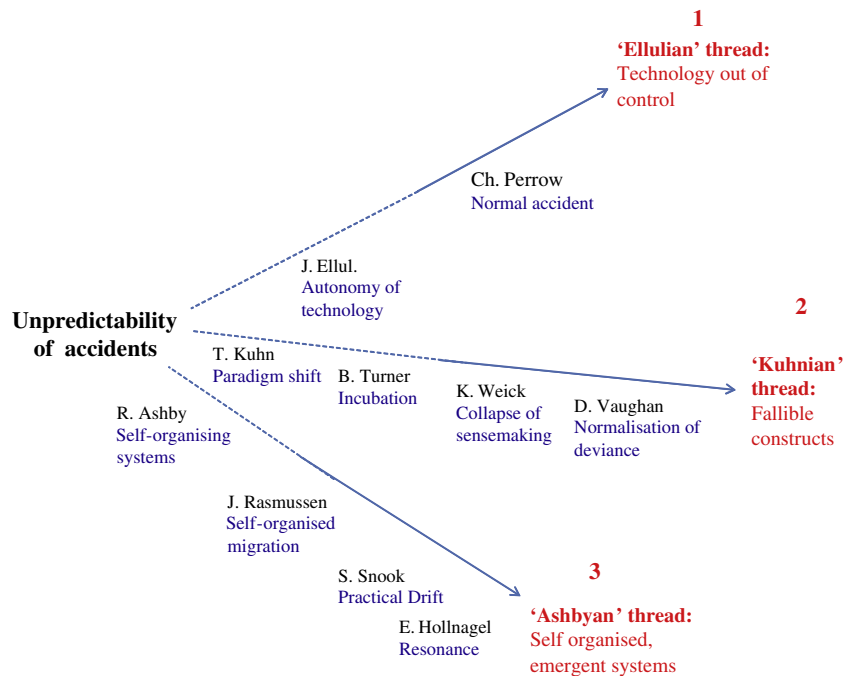 1
‘Ellulian’ thread:
Technology out of
control
Ch. Perrow
Normal accident
J. Ellul.
Autonomy of
technology
Unpredictability
of accidents
2
‘Kuhnian’
thread:
Fallible
constructs
T. Kuhn
Paradigm shift
B. Turner
Incubation
K. Weick
Collapse of
sensemaking
D. Vaughan
Normalisation of
deviance
R. Ashby
Self-organising
systems
J. Rasmussen
Self-organised
migration
S. Snook
Practical Drift
E. Hollnagel
Resonance
3
‘Ashbyan’ thread:
Self organised,
emergent systems